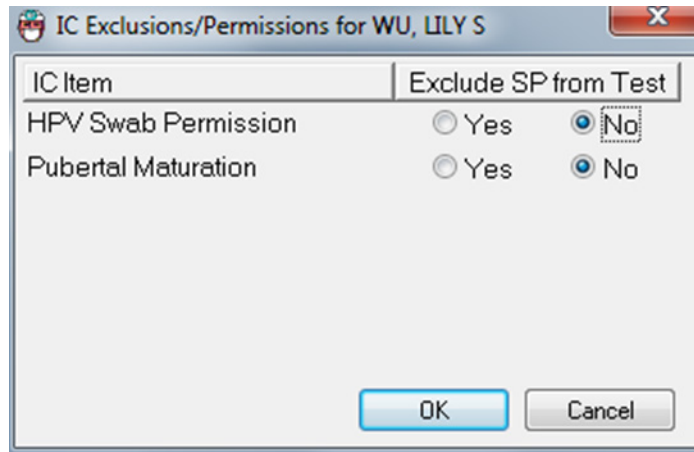 IC Exclusions/Permissions for WU, LILY S
IC Item Exclude SP from Test
HPV Swab Permission Yes No
Pubertal Maturation Yes No
OK Cancel